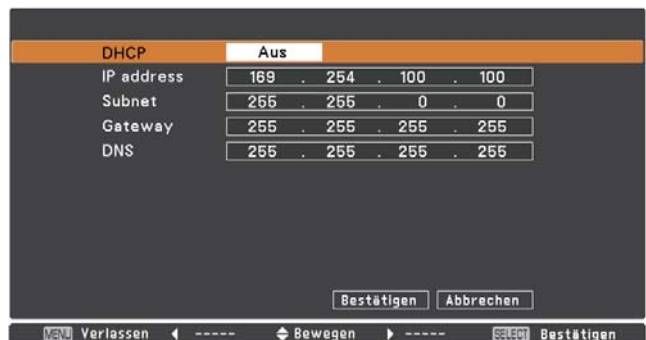 DHCP Aus
IP address 169 . 254 . 100 . 100
Subnet 255 . 255 . 0 . 0
Gateway 255 . 255 . 255 . 255
DNS 255 . 255 . 255 . 255
Bestätigen Abbrechen
MENU Verlassen ◀ ----- ◆ Bewegen ▶ ----- SELECT Bestätigen